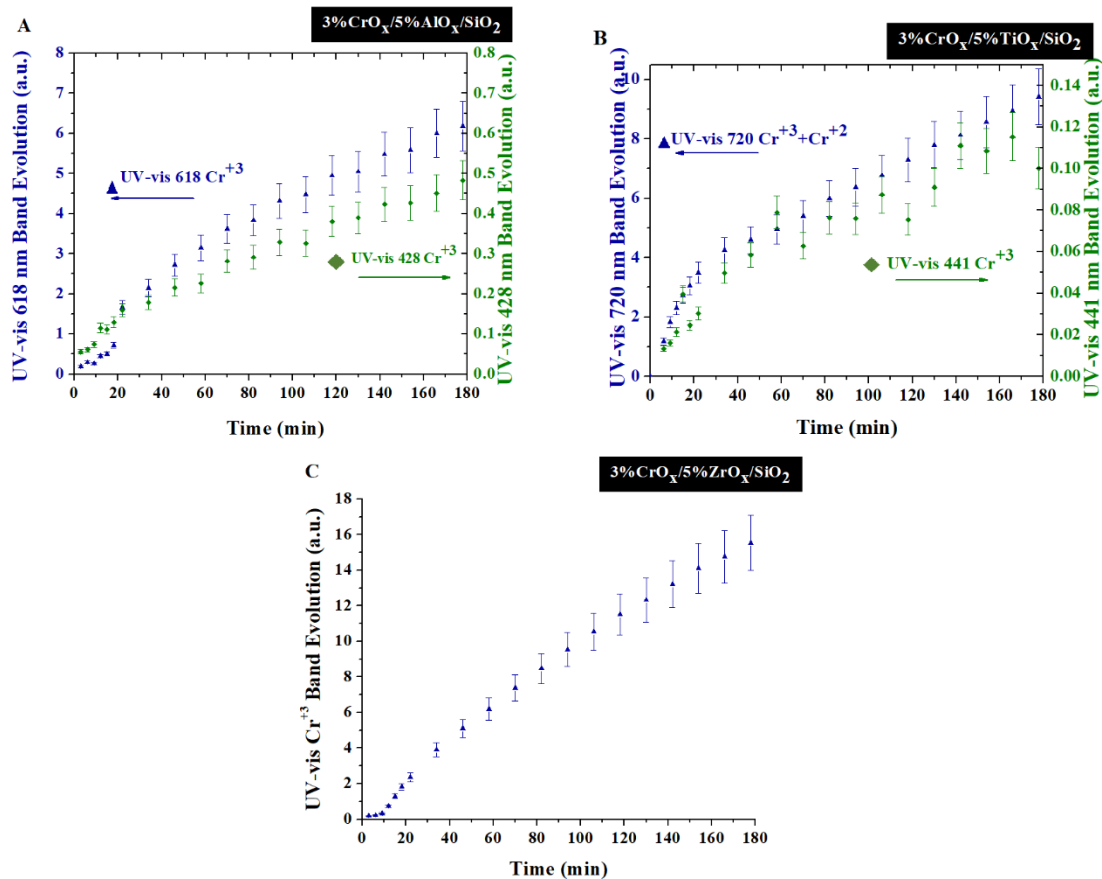 A
3%CrOx/5%AlOx/SiO2
UV-vis 618 nm Band Evolution (a.u.)
8
7
6
5
4
3
2
1
0
UV-vis 618 Cr+3
UV-vis 428 Cr+3
0.8
0.7
0.6
0.5
0.4
0.3
0.2
0.1
0.0
UV-vis 428 nm Band Evolution (a.u.)
0 20 40 60 80 100 120 140 160 180
Time (min)
B
3%CrOx/5%TiOx/SiO2
UV-vis 720 nm Band Evolution (a.u.)
10
8
6
4
2
0
UV-vis 720 Cr+3+Cr+2
UV-vis 441 Cr+3
0.14
0.12
0.10
0.08
0.06
0.04
0.02
0.00
UV-vis 441 nm Band Evolution (a.u.)
0 20 40 60 80 100 120 140 160 180
Time (min)
C
3%CrOx/5%ZrOx/SiO2
UV-vis Cr+3 Band Evolution (a.u.)
18
16
14
12
10
8
6
4
2
0
0 20 40 60 80 100 120 140 160 180
Time (min)